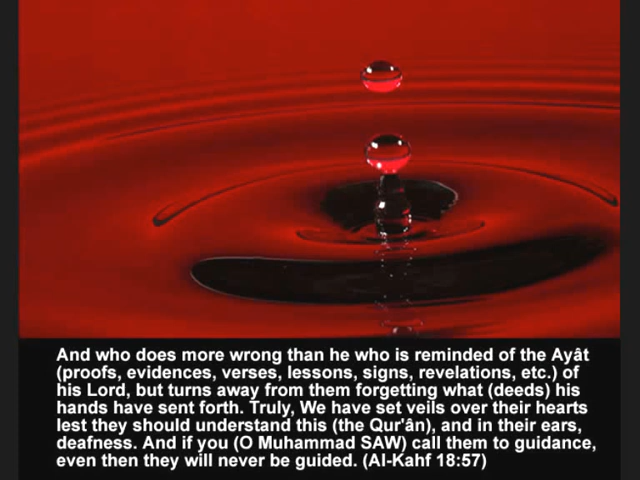 And who does more wrong than he who is reminded of the Ayât
(proofs, evidences, verses, lessons, signs, revelations, etc.) of
his Lord, but turns away from them forgetting what (deeds) his
hands have sent forth. Truly, We have set veils over their hearts
lest they should understand this (the Qur'ân), and in their ears,
deafness. And if you (O Muhammad SAW) call them to guidance,
even then they will never be guided. (Al-Kahf 18:57)